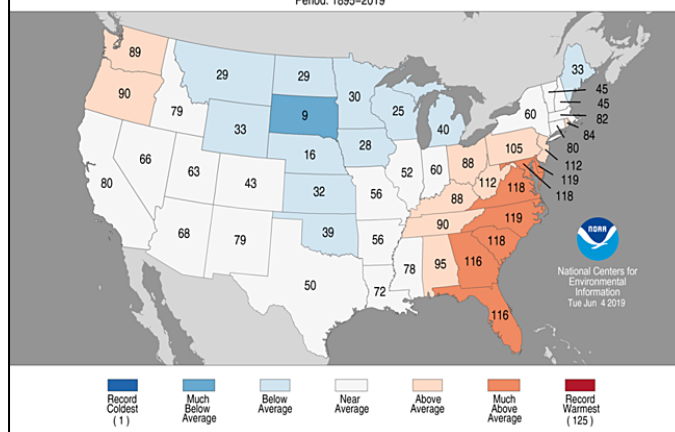 Period: 1895–2019
89
29
29
33
90
79
30
25
45
45
82
84
80
112
119
118
33
9
40
60
16
28
105
80
66
63
43
32
56
52
60
88
112
118
88
119
90
68
79
39
56
118
50
72
78
95
116
116
NOAA
National Centers for
Environmental
Information
Tue Jun 4 2019
Record
Coldest
(1)
Much
Below
Average
Below
Average
Near
Average
Above
Average
Much
Above
Average
Record
Warmest
(125)